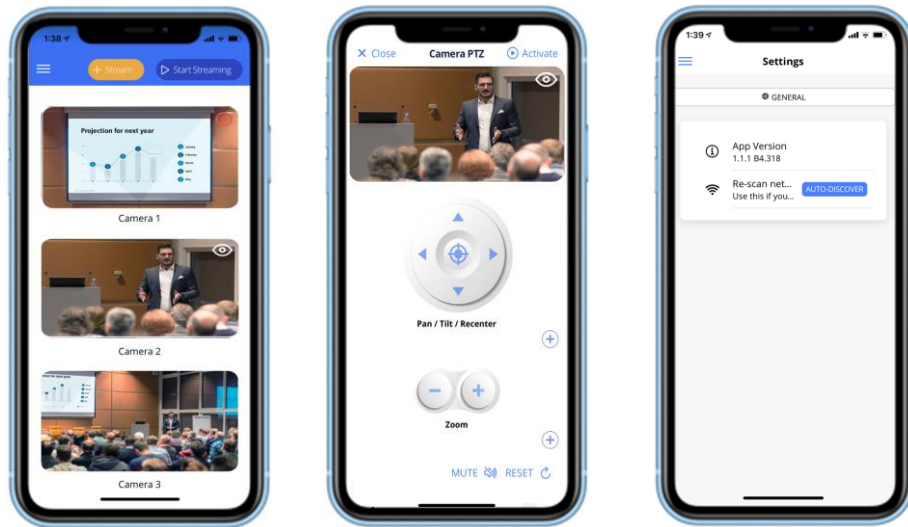 1:38
+ Stream
Start Streaming
Projection for next year
Camera 1
Camera 2
Camera 3
Close
Camera PTZ
Activate
Pan / Tilt / Recenter
Zoom
MUTE
RESET
1:39
Settings
GENERAL
App Version
1.1.1 B4.318
Re-scan net...
AUTO-DISCOVER
Use this if you...